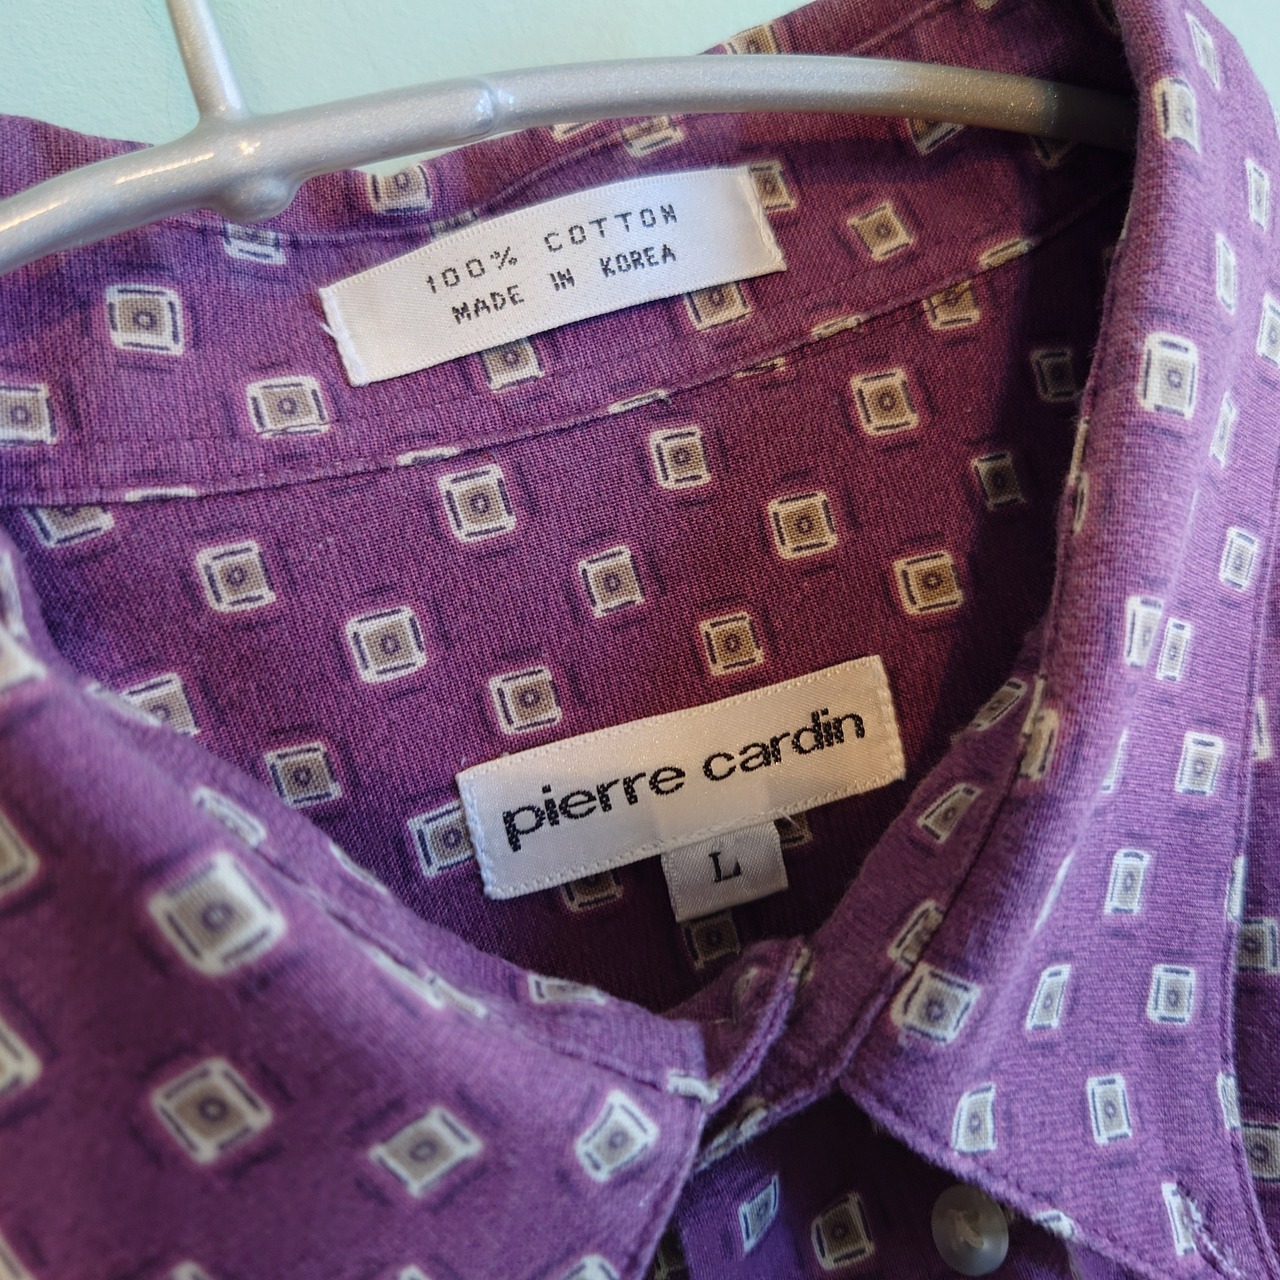 100% COTTON
MADE IN KOREA
pierre cardin
L